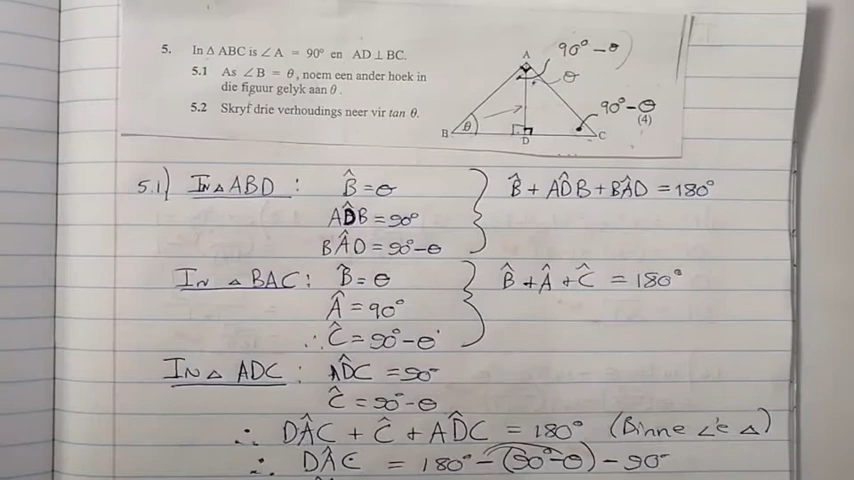 5. In Δ ABC is ∠ A = 90° en AD ⊥ BC.
5.1 As ∠B = θ, noem een ander hoek in
die figuur gelyk aan θ.
5.2 Skryf drie verhoudings neer vir tan θ.
A
90° - θ
θ
90° - θ
(4)
B
θ
D
C
5.1) IN Δ ABD : B̂ = θ B̂ + AD̂B + BÂD = 180°
AD̂B = 90°
BÂD = 90° - θ
IN Δ BAC : B̂ = θ B̂ + Â + Ĉ = 180°
Â = 90°
∴ Ĉ = 90° - θ
IN Δ ADC : AD̂C = 90°
Ĉ = 90° - θ
∴ DÂC + Ĉ + AD̂C = 180° (Binne ∠'e Δ)
∴ DÂC = 180° - (90° - θ) - 90°